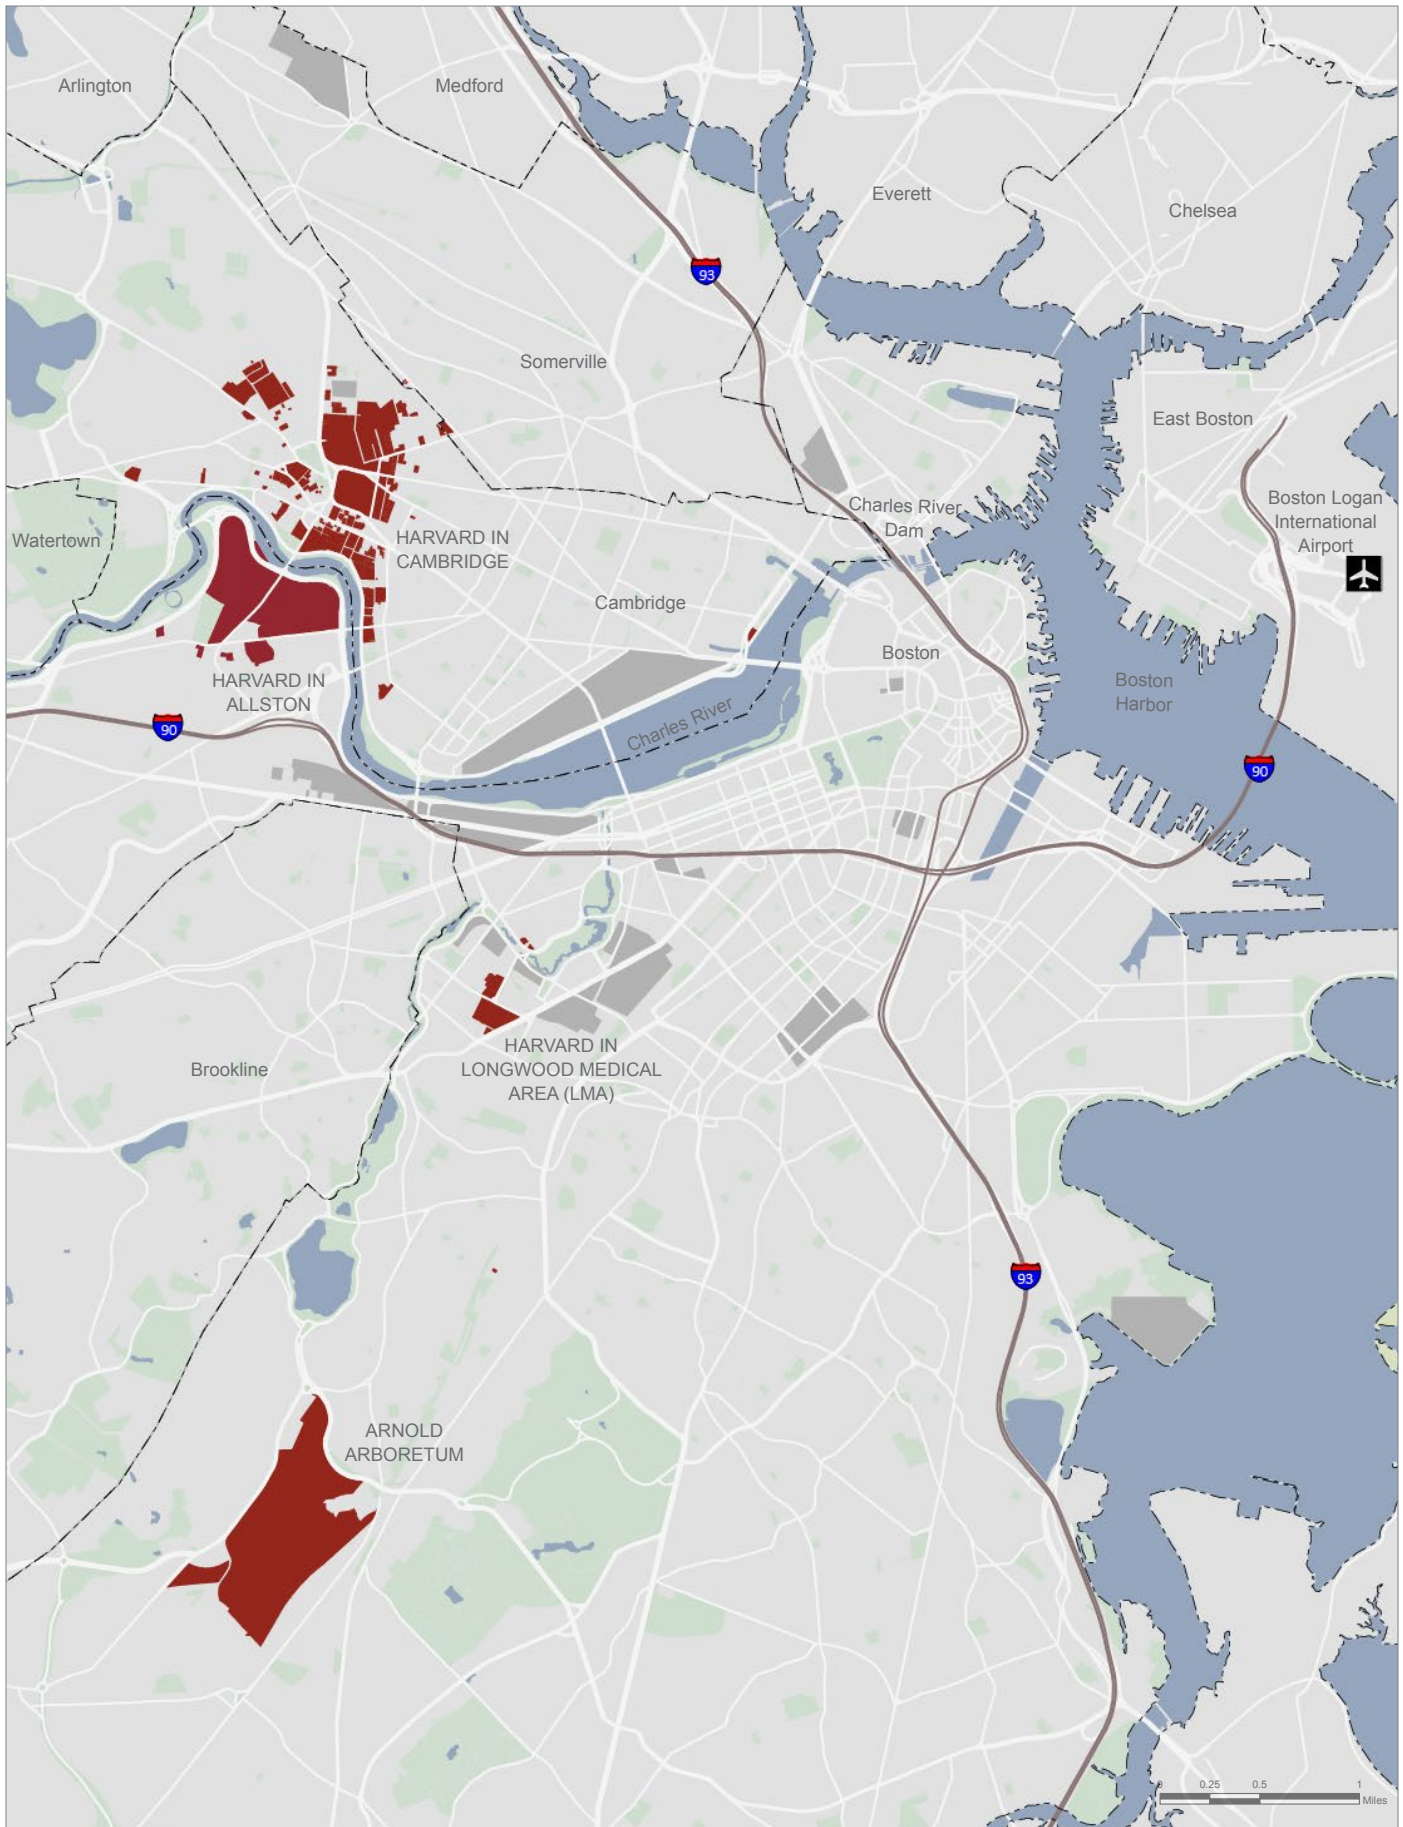 Arlington
Medford
Everett
Chelsea
93
Somerville
East Boston
Boston Logan
International
Airport
Charles River
Dam
Watertown
HARVARD IN
CAMBRIDGE
Cambridge
Boston
HARVARD IN
ALLSTON
Boston
Harbor
90
Charles River
90
HARVARD IN
LONGWOOD MEDICAL
AREA (LMA)
Brookline
93
ARNOLD
ARBORETUM
0 0.25 0.5 1
Miles